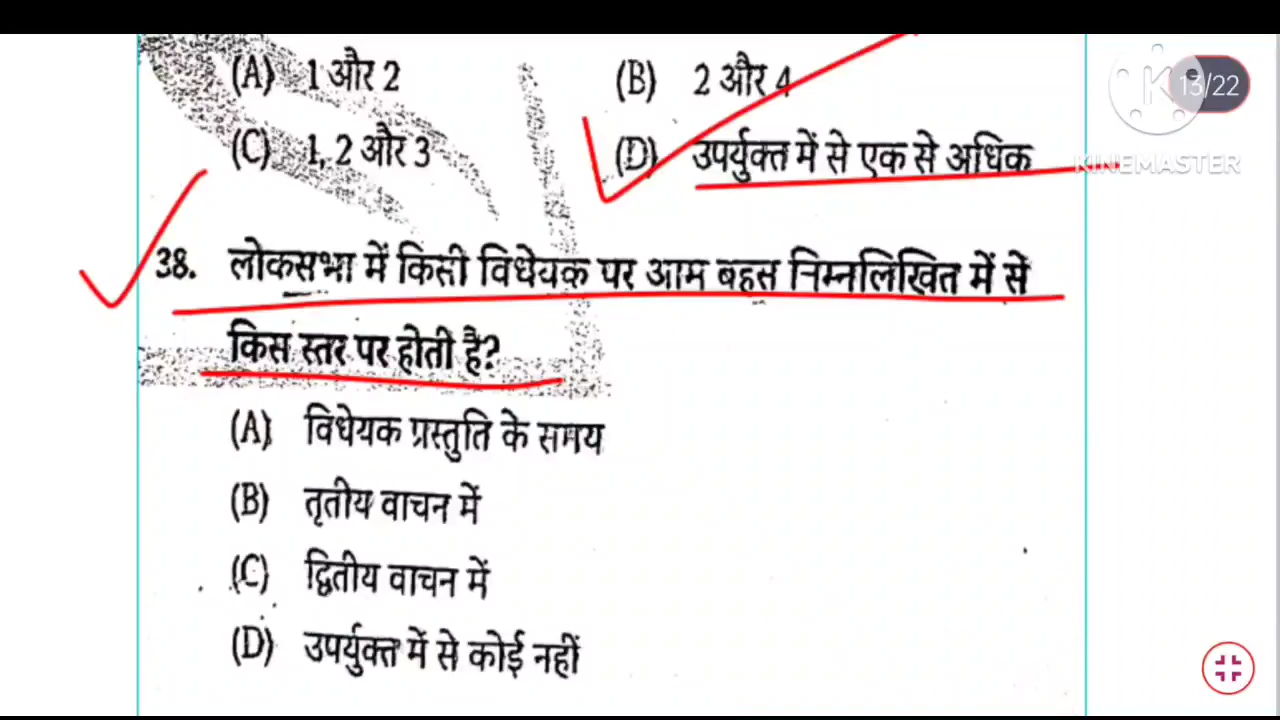 (A) 1 और 2 (B) 2 और 4
13/22
(C) 1, 2 और 3 (D) उपर्युक्त में से एक से अधिक
KINEMASTER
38. लोकसभा में किसी विधेयक पर आम बहस निम्नलिखित में से
किस स्तर पर होती है?
(A) विधेयक प्रस्तुति के समय
(B) तृतीय वाचन में
(C) द्वितीय वाचन में
(D) उपर्युक्त में से कोई नहीं